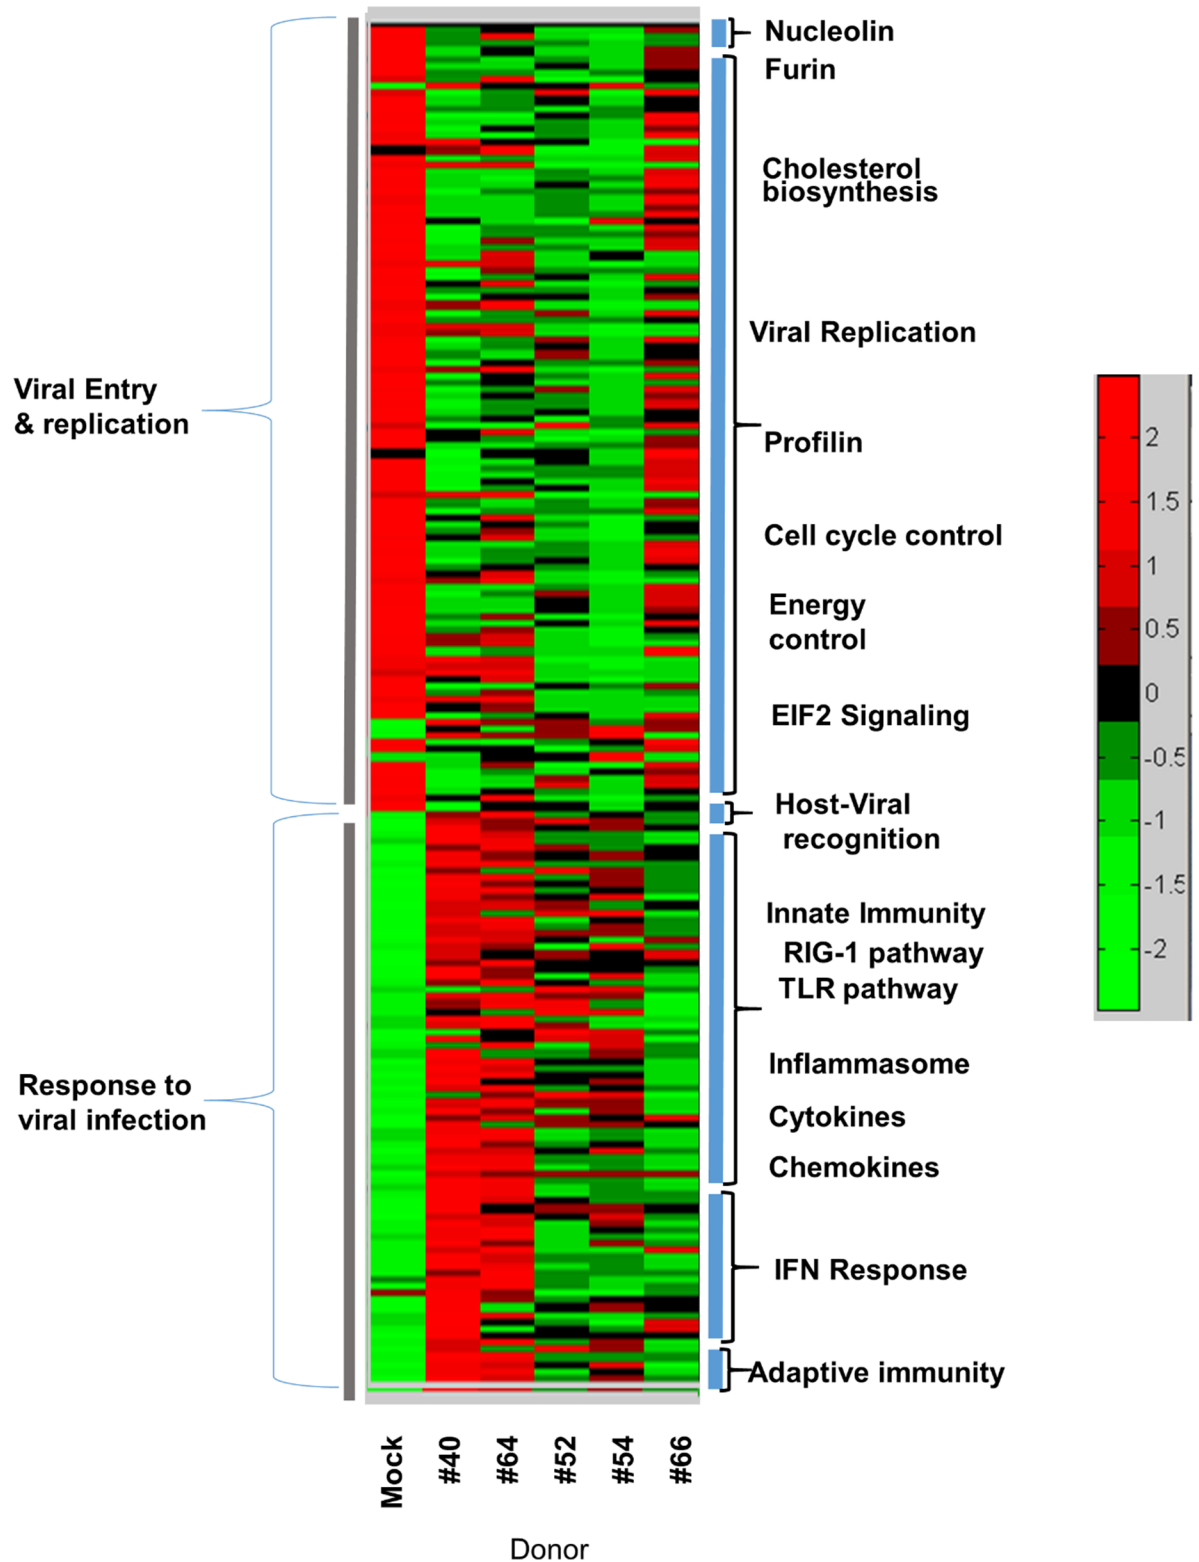 Nucleolin
Furin
Cholesterol
biosynthesis
Viral Replication
Viral Entry
& replication
Profilin
Cell cycle control
Energy
control
EIF2 Signaling
Host-Viral
recognition
Innate Immunity
RIG-1 pathway
TLR pathway
Response to
viral infection
Inflammasome
Cytokines
Chemokines
IFN Response
Adaptive immunity
2
1.5
1
0.5
0
-0.5
-1
-1.5
-2
Mock
#40
#64
#52
#54
#66
Donor